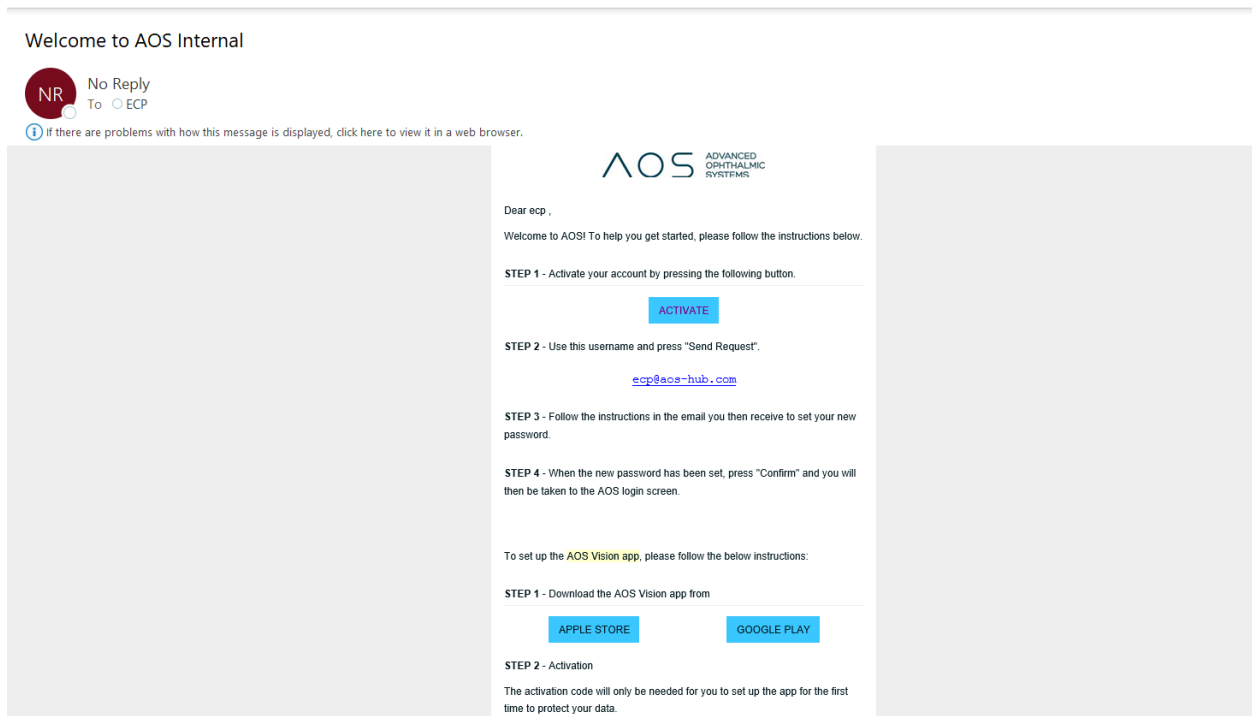 Welcome to AOS Internal
NR
No Reply
To ECP
If there are problems with how this message is displayed, click here to view it in a web browser.
AOS ADVANCED
OPHTHALMIC
SYSTEMS
Dear ecp ,
Welcome to AOS! To help you get started, please follow the instructions below.
STEP 1 - Activate your account by pressing the following button.
ACTIVATE
STEP 2 - Use this username and press "Send Request".
ecp@aos-hub.com
STEP 3 - Follow the instructions in the email you then receive to set your new
password.
STEP 4 - When the new password has been set, press "Confirm" and you will
then be taken to the AOS login screen.
To set up the AOS Vision app, please follow the below instructions:
STEP 1 - Download the AOS Vision app from
APPLE STORE GOOGLE PLAY
STEP 2 - Activation
The activation code will only be needed for you to set up the app for the first
time to protect your data.